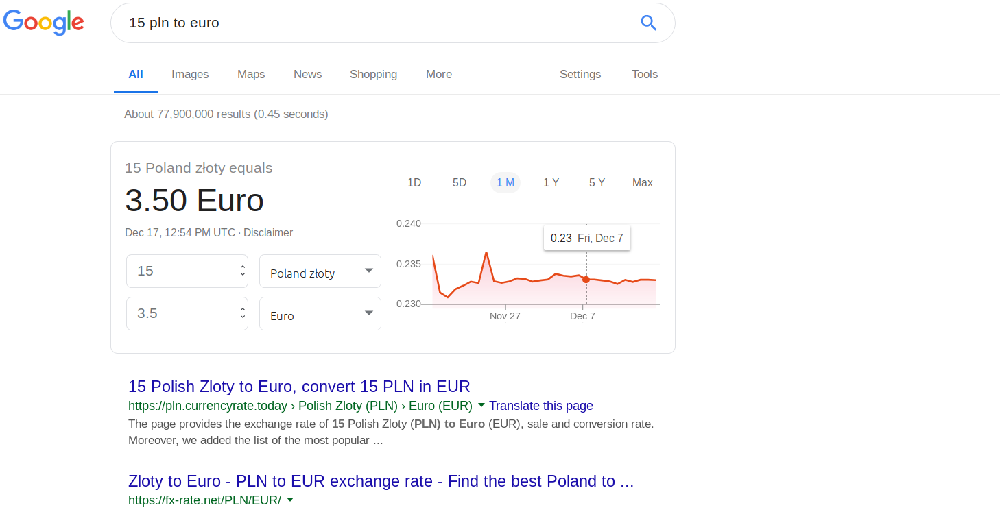 Google
15 pln to euro
All Images Maps News Shopping More Settings Tools
About 77,900,000 results (0.45 seconds)
15 Poland złoty equals
3.50 Euro
Dec 17, 12:54 PM UTC · Disclaimer
15 Poland złoty
3.5 Euro
1D 5D 1 M 1 Y 5 Y Max
0.240
0.23 Fri, Dec 7
0.235
0.230
Nov 27 Dec 7
15 Polish Zloty to Euro, convert 15 PLN in EUR
https://pln.currencyrate.today › Polish Zloty (PLN) › Euro (EUR) Translate this page
The page provides the exchange rate of 15 Polish Zloty (PLN) to Euro (EUR), sale and conversion rate.
Moreover, we added the list of the most popular ...
Zloty to Euro - PLN to EUR exchange rate - Find the best Poland to ...
https://fx-rate.net/PLN/EUR/